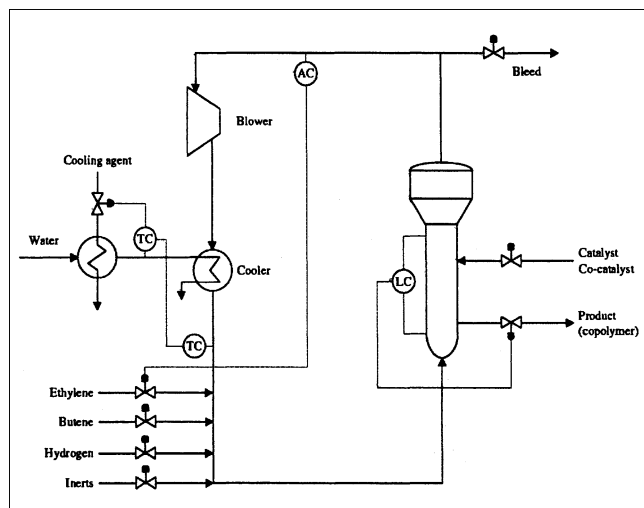 AC
Bleed
Blower
Cooling agent
TC
Water
Cooler
Catalyst
Co-catalyst
LC
Product
(copolymer)
TC
Ethylene
Butene
Hydrogen
Inerts